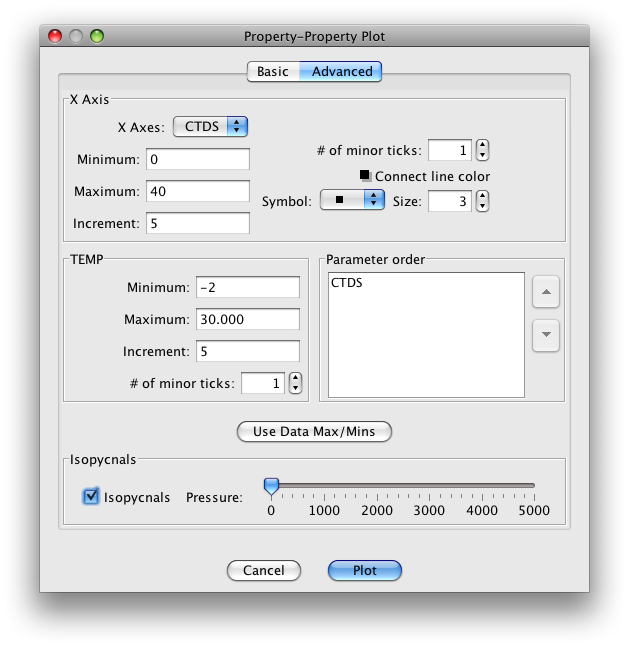 Property-Property Plot
Basic Advanced
X Axis
X Axes: CTDS
# of minor ticks: 1
Minimum: 0
Connect line color
Maximum: 40
Symbol: Size: 3
Increment: 5
TEMP
Minimum: -2
Maximum: 30.000
Increment: 5
# of minor ticks: 1
Parameter order
CTDS
Use Data Max/Mins
Isopycnals
Isopycnals Pressure:
0 1000 2000 3000 4000 5000
Cancel Plot